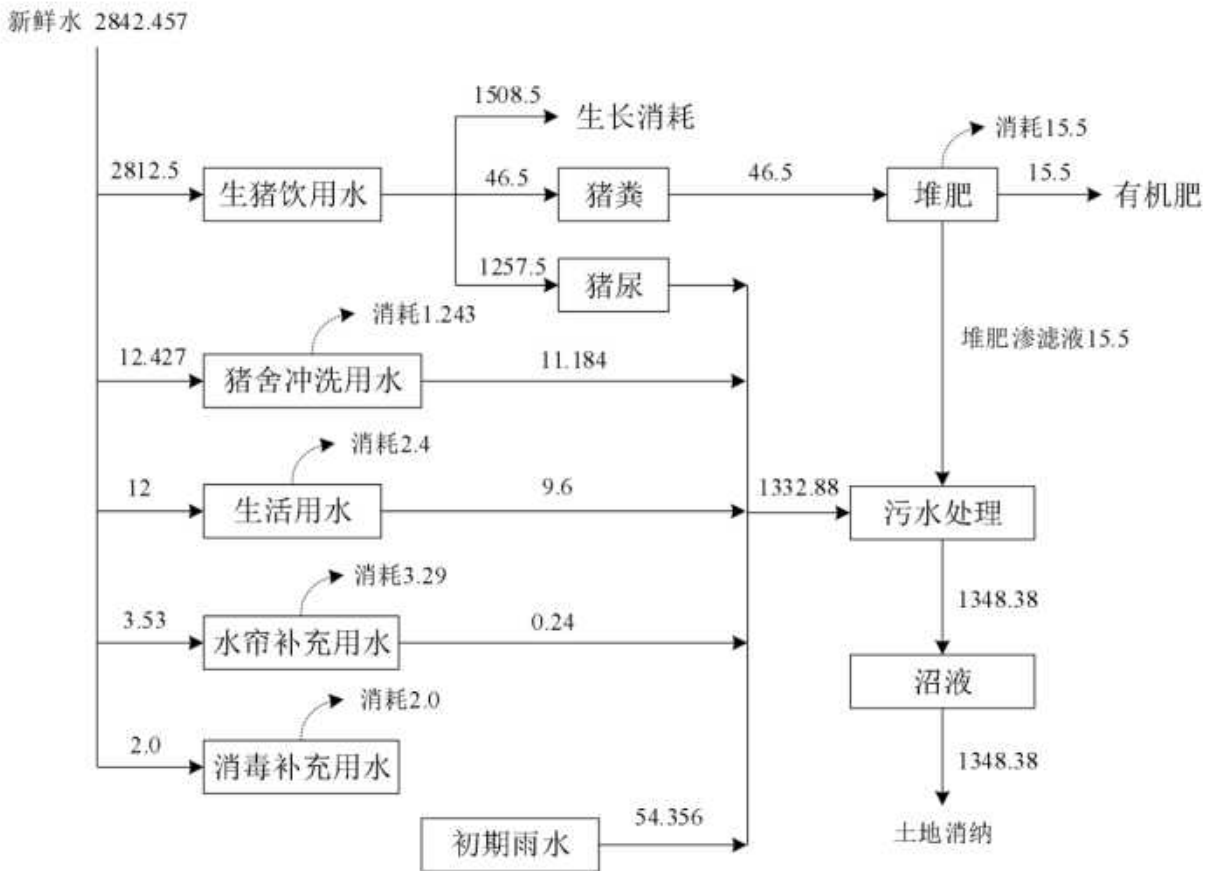 新鲜水 2842.457
1508.5
生长消耗
消耗15.5
2812.5
生猪饮用水
46.5
猪粪
46.5
堆肥
15.5
有机肥
1257.5
猪尿
消耗1.243
堆肥渗滤液15.5
12.427
猪舍冲洗用水
11.184
消耗2.4
12
生活用水
9.6
1332.88
污水处理
消耗3.29
1348.38
3.53
水帘补充用水
0.24
沼液
消耗2.0
2.0
消毒补充用水
1348.38
54.356
初期雨水
土地消纳